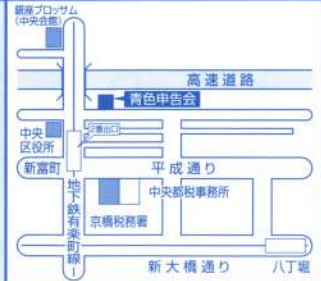 銀座ブロッサム
(中央会館)
高速道路
青色申告会
中央
区役所
2番出口
新富町
平成通り
地下鉄有楽町線
中央都税事務所
京橋税務署
新大橋通り
八丁堀